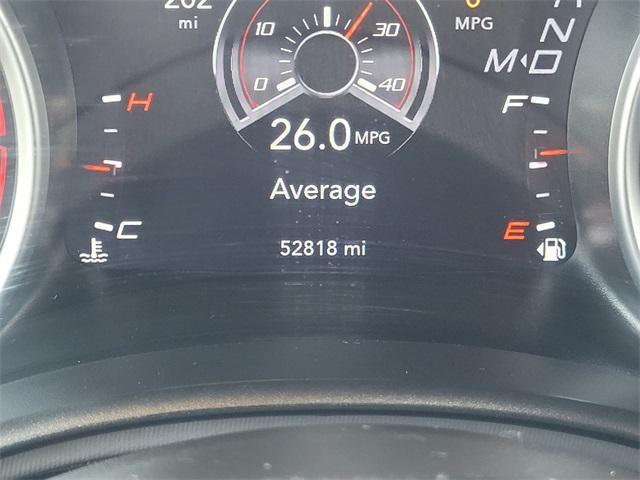 mi
MPG
10 30
0 40
N
M D
H F
26.0 MPG
Average
C E
52818 mi